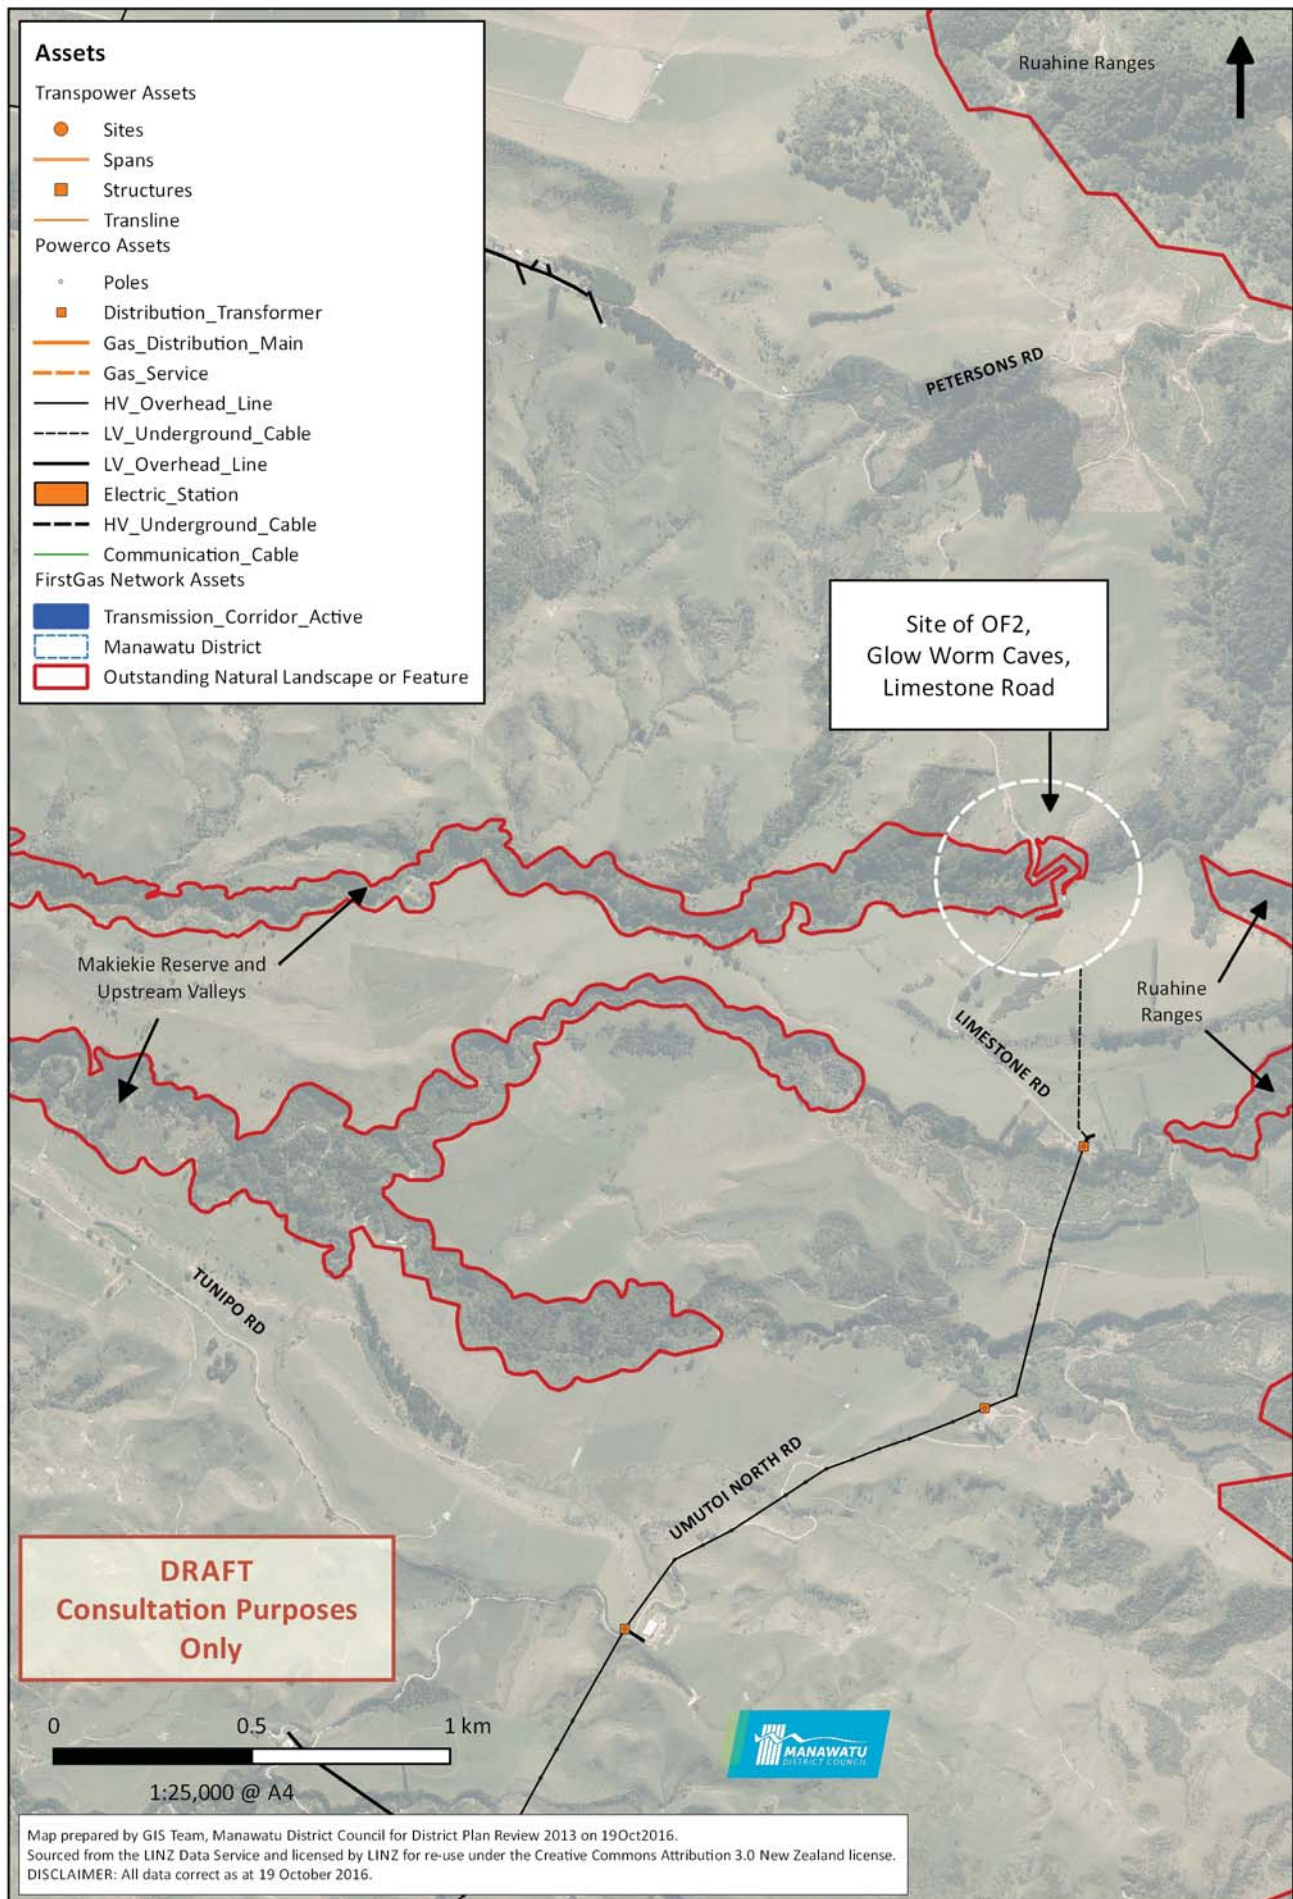 Assets
Transpower Assets
Sites
Spans
Structures
Transline
Powerco Assets
Poles
Distribution_Transformer
Gas_Distribution_Main
Gas_Service
HV_Overhead_Line
LV_Underground_Cable
LV_Overhead_Line
Electric_Station
HV_Underground_Cable
Communication_Cable
FirstGas Network Assets
Transmission_Corridor_Active
Manawatu District
Outstanding Natural Landscape or Feature
Ruahine Ranges
PETERSONS RD
Site of OF2,
Glow Worm Caves,
Limestone Road
Makiekie Reserve and
Upstream Valleys
Ruahine
Ranges
LIMESTONE RD
TUNIPO RD
UMUTOI NORTH RD
DRAFT
Consultation Purposes
Only
0 0.5 1 km
1:25,000 @ A4
MANAWATU
DISTRICT COUNCIL
Map prepared by GIS Team, Manawatu District Council for District Plan Review 2013 on 19Oct2016.
Sourced from the LINZ Data Service and licensed by LINZ for re-use under the Creative Commons Attribution 3.0 New Zealand license.
DISCLAIMER: All data correct as at 19 October 2016.